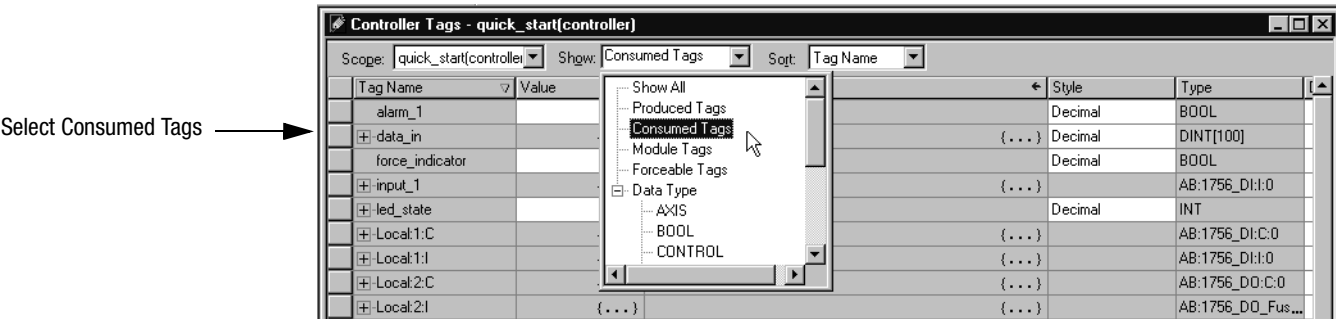 Controller Tags - quick_start(controller)
Scope: quick_start(controller Show: Consumed Tags Sort: Tag Name
Tag Name Value ← Style Type
Show All
alarm_1 Decimal BOOL
Produced Tags
Select Consumed Tags
Consumed Tags
+-data_in {...} Decimal DINT[100]
Module Tags
force_indicator Decimal BOOL
Forceable Tags
+-input_1 {...} AB:1756_DI:I:0
Data Type
+-led_state Decimal INT
AXIS
BOOL
+-Local:1:C {...} AB:1756_DI:C:0
CONTROL
+-Local:1:I {...} AB:1756_DI:I:0
+-Local:2:C {...} AB:1756_DO:C:0
+-Local:2:I {...} {...} AB:1756_DO_Fus...